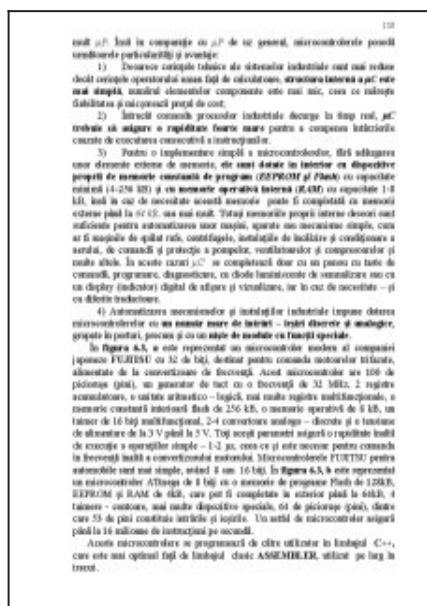 mult μP. Însă în comparație cu μP de uz general, microcontrolerele posedă
următoarele particularități și avantaje:
1) Deoarece cerințele tehnice ale sistemelor industriale sunt mai reduse
decât cerințele operatorului uman față de calculatoare, structura internă a μC este
mai simplă, numărul elementelor componente este mai mic, ceea ce mărește
fiabilitatea și micșorează prețul de cost;
2) Întrucât comanda proceselor industriale decurge în timp real, μC
trebuie să asigure o rapiditate foarte mare pentru a compensa întârzierile
cauzate de executarea consecutivă a instrucțiunilor.
3) Pentru o implementare simplă a microcontrolerelor, fără adăugarea
unor elemente externe de memorie, ele sunt dotate în interior cu dispozitive
proprii de memorie constantă de program (EEPROM și Flash) cu capacitate
minimă (4-256 kB) și cu memorie operativă internă (RAM) cu capacitate 1-8
kB, însă în caz de necesitate această memorie poate fi completată cu memorii
externe până la 64 kB sau mai mult. Totuși memoriile proprii interne deseori sunt
suficiente pentru automatizarea unor mașini, aparate sau mecanisme simple, cum
ar fi mașinile de spălat rufe, centrifugele, instalațiile de încălzire și condiționare a
aerului, de comandă și protecție a pompelor, ventilatoarelor și compresoarelor și
multe altele. În aceste cazuri μC se completează doar cu un panou cu taste de
comandă, programare, diagnosticare, cu diode luminiscente de semnalizare sau cu
un display (indicator) digital de afișare și vizualizare, iar în caz de necesitate – și
cu diferite traductoare.
4) Automatizarea mecanismelor și instalațiilor industriale impune dotarea
microcontrolerelor cu un număr mare de intrări – ieșiri discrete și analogice,
grupate în porturi, precum și cu un niște de module cu funcții speciale.
În figura 6.5, a este reprezentat un microcontroler modern al companiei
japoneze FUJITSU cu 32 de biți, destinat pentru comanda motoarelor trifazate,
alimentate de la convertizoare de frecvență. Acest microcontroler are 100 de
piciorușe (pini), un generator de tact cu o frecvență de 32 MHz, 2 registre
acumulatoare, o unitate aritmetico – logică, mai multe registre multifuncționale, o
memorie constantă interioară flash de 256 kB, o memorie operativă de 8 kB, un
taimer de 16 biți multifuncțional, 2-4 convertoare analogo – discrete și o tensiune
de alimentare de la 3 V până la 5 V. Toți acești parametri asigură o rapiditate înaltă
de execuție a operațiilor simple – 1-2 μs, ceea ce și este necesar pentru comanda
în frecvență înaltă a convertizorului motorului. Microcontrolerele FUJITSU pentru
automobile sunt mai simple, având 8 sau 16 biți. În figura 6.5, b este reprezentat
un microcontroler ATmega de 8 biți cu o memorie de programe Flash de 128kB,
EEPROM și RAM de 4kB, care pot fi completate în exterior până la 64kB, 4
taimere - contoare, mai multe dispozitive speciale, 64 de piciorușe (pini), dintre
care 53 de pini constituie intrările și ieșirile. Un astfel de microcontroler asigură
până la 16 milioane de instrucțiuni pe secundă.
Aceste microcontrolere se programează de către utilizator în limbajul C++,
care este mai optimal față de limbajul clasic ASSEMBLER, utilizat pe larg în
trecut.